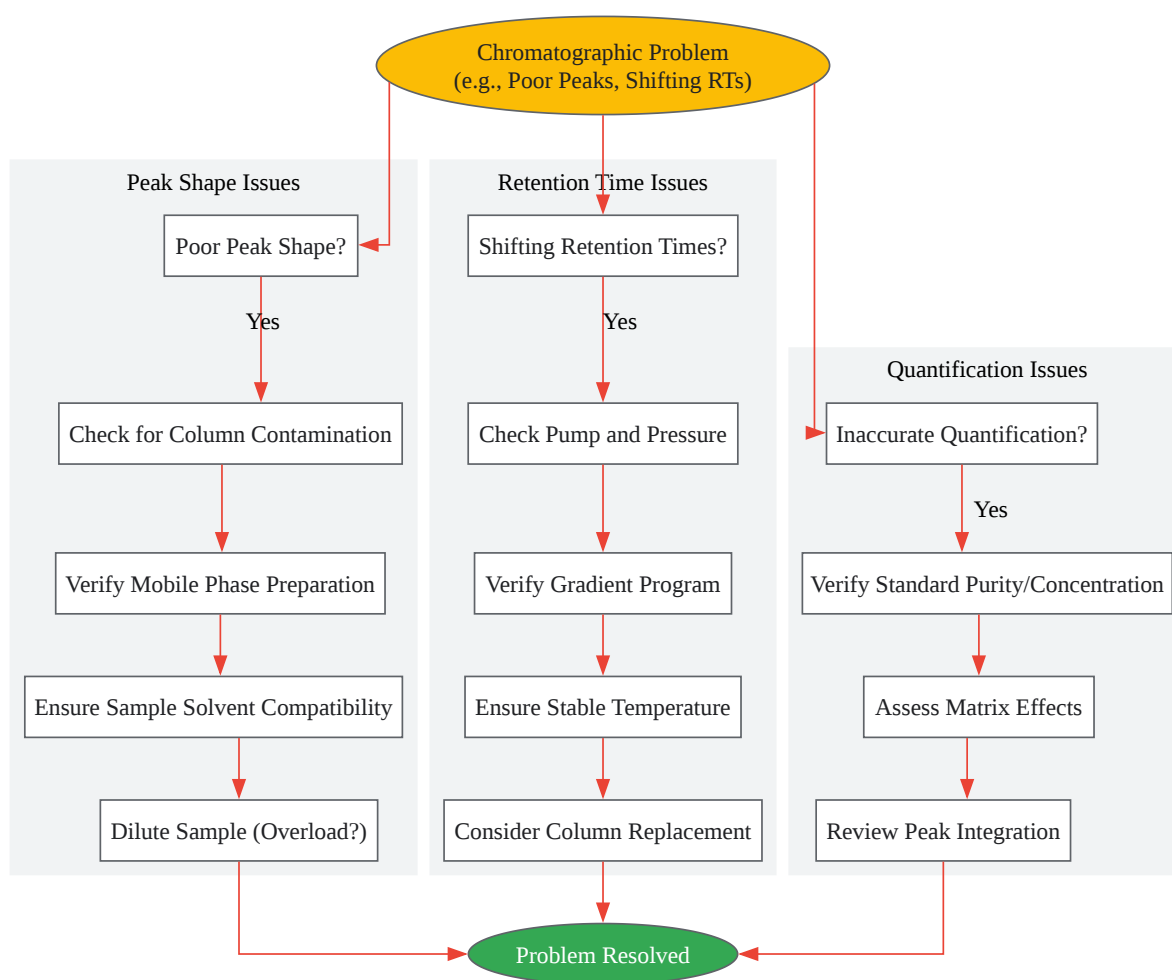 Chromatographic Problem
(e.g., Poor Peaks, Shifting RTs)
Peak Shape Issues
Poor Peak Shape?
Yes
Check for Column Contamination
Verify Mobile Phase Preparation
Ensure Sample Solvent Compatibility
Dilute Sample (Overload?)
Retention Time Issues
Shifting Retention Times?
Yes
Check Pump and Pressure
Verify Gradient Program
Ensure Stable Temperature
Consider Column Replacement
Quantification Issues
Inaccurate Quantification?
Yes
Verify Standard Purity/Concentration
Assess Matrix Effects
Review Peak Integration
Problem Resolved